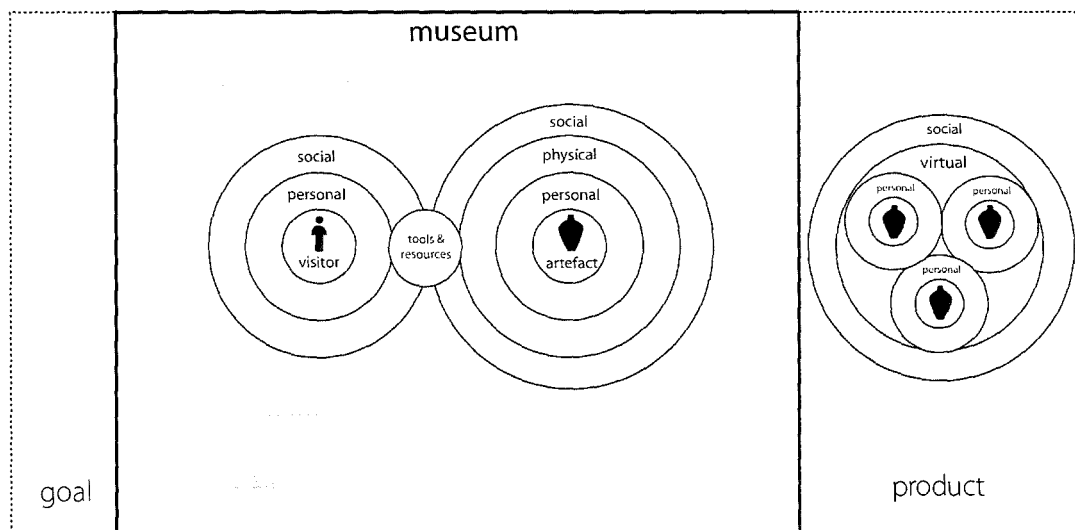 museum
social
personal
visitor
tools &
resources
social
physical
personal
artefact
social
virtual
personal
personal
personal
goal
product